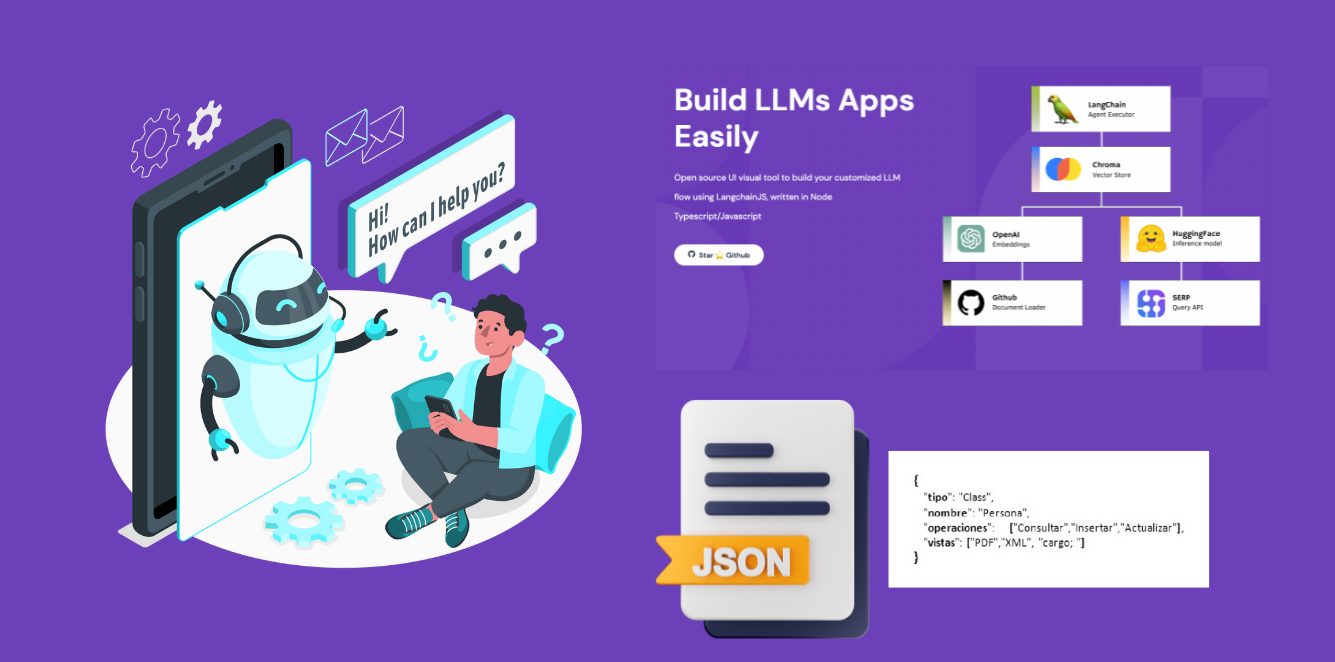 Hi!
How can I help you?
Build LLMs Apps
Easily
Open source UI visual tool to build your customized LLM
flow using LangchainJS, written in Node
Typescript/Javascript
Star ⭐ Github
LangChain
Agent Executor
Chroma
Vector Store
OpenAI
Embeddings
HuggingFace
Inference model
Github
Document Loader
SERP
Query API
JSON
{
"tipo": "Class",
"nombre": "Persona",
"operaciones": ["Consultar","Insertar","Actualizar"],
"vistas": ["PDF","XML", "cargo; "]
}